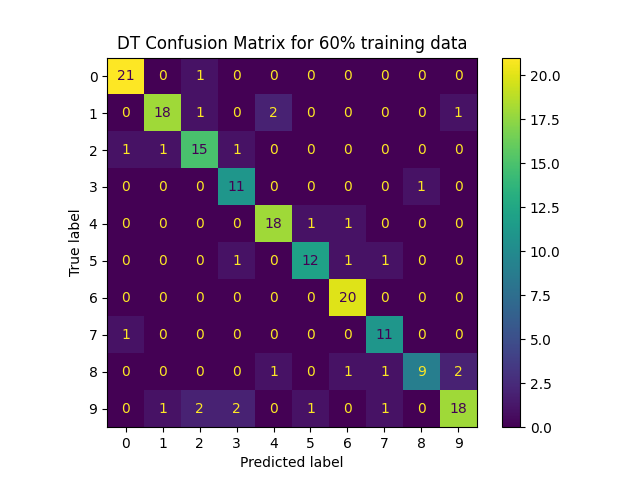 DT Confusion Matrix for 60% training data
0 21 0 1 0 0 0 0 0 0 0
1 0 18 1 0 2 0 0 0 0 1
2 1 1 15 1 0 0 0 0 0 0
3 0 0 0 11 0 0 0 0 1 0
4 0 0 0 0 18 1 1 0 0 0
5 0 0 0 1 0 12 1 1 0 0
6 0 0 0 0 0 0 20 0 0 0
7 1 0 0 0 0 0 0 11 0 0
8 0 0 0 0 1 0 1 1 9 2
9 0 1 2 2 0 1 0 1 0 18
0 1 2 3 4 5 6 7 8 9
True label
Predicted label
20.0
17.5
15.0
12.5
10.0
7.5
5.0
2.5
0.0